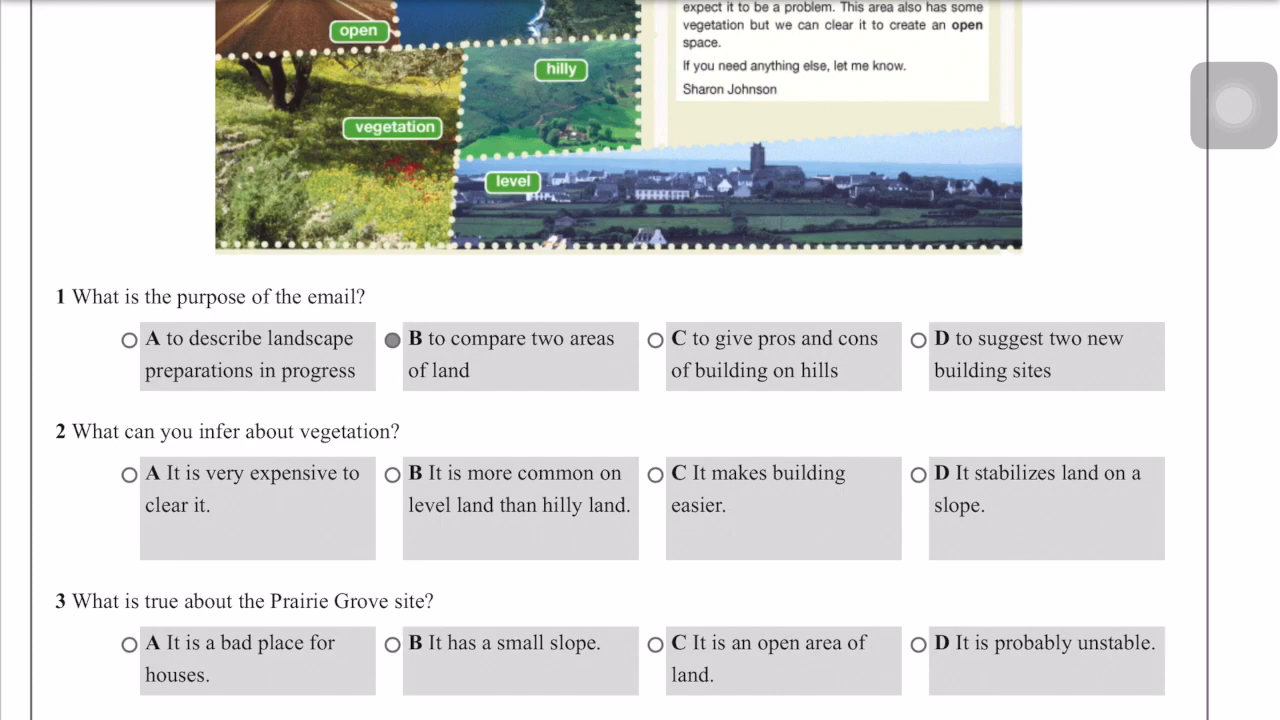 open
expect it to be a problem. This area also has some
vegetation but we can clear it to create an open
space.
If you need anything else, let me know.
Sharon Johnson
hilly
vegetation
level
1 What is the purpose of the email?
A to describe landscape
preparations in progress
B to compare two areas
of land
C to give pros and cons
of building on hills
D to suggest two new
building sites
2 What can you infer about vegetation?
A It is very expensive to
clear it.
B It is more common on
level land than hilly land.
C It makes building
easier.
D It stabilizes land on a
slope.
3 What is true about the Prairie Grove site?
A It is a bad place for
houses.
B It has a small slope.
C It is an open area of
land.
D It is probably unstable.